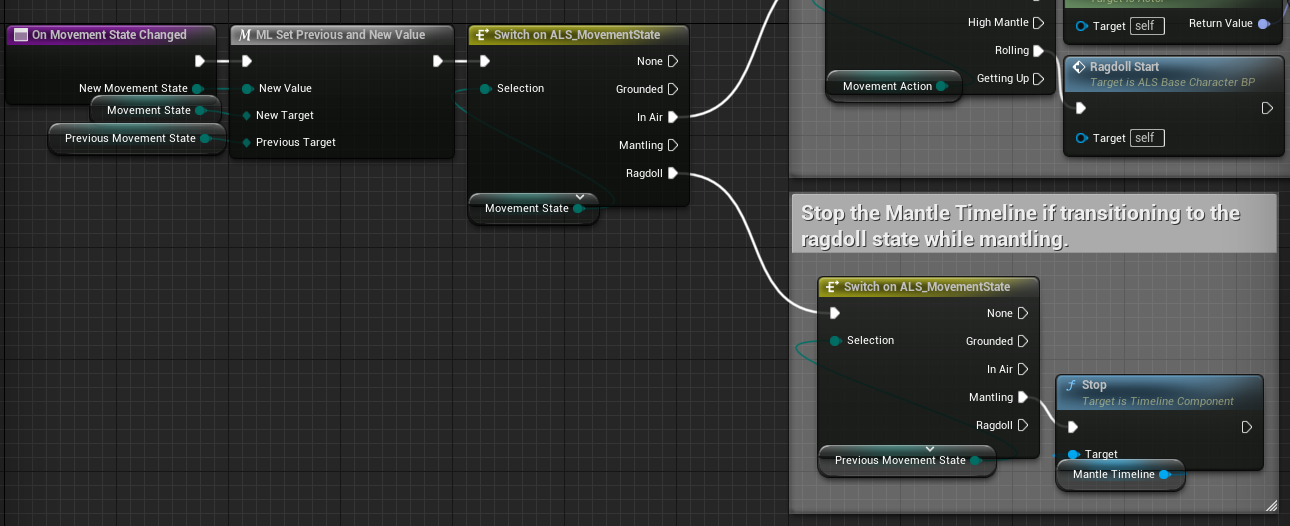 On Movement State Changed
New Movement State
Movement State
Previous Movement State
ML Set Previous and New Value
New Value
New Target
Previous Target
Switch on ALS_MovementState
None
Selection
Grounded
In Air
Mantling
Ragdoll
Movement State
High Mantle
Rolling
Getting Up
Movement Action
Target self
Return Value
Ragdoll Start
Target is ALS Base Character BP
Target self
Stop the Mantle Timeline if transitioning to the
ragdoll state while mantling.
Switch on ALS_MovementState
None
Selection
Grounded
In Air
Mantling
Ragdoll
Previous Movement State
Stop
Target is Timeline Component
Target
Mantle Timeline